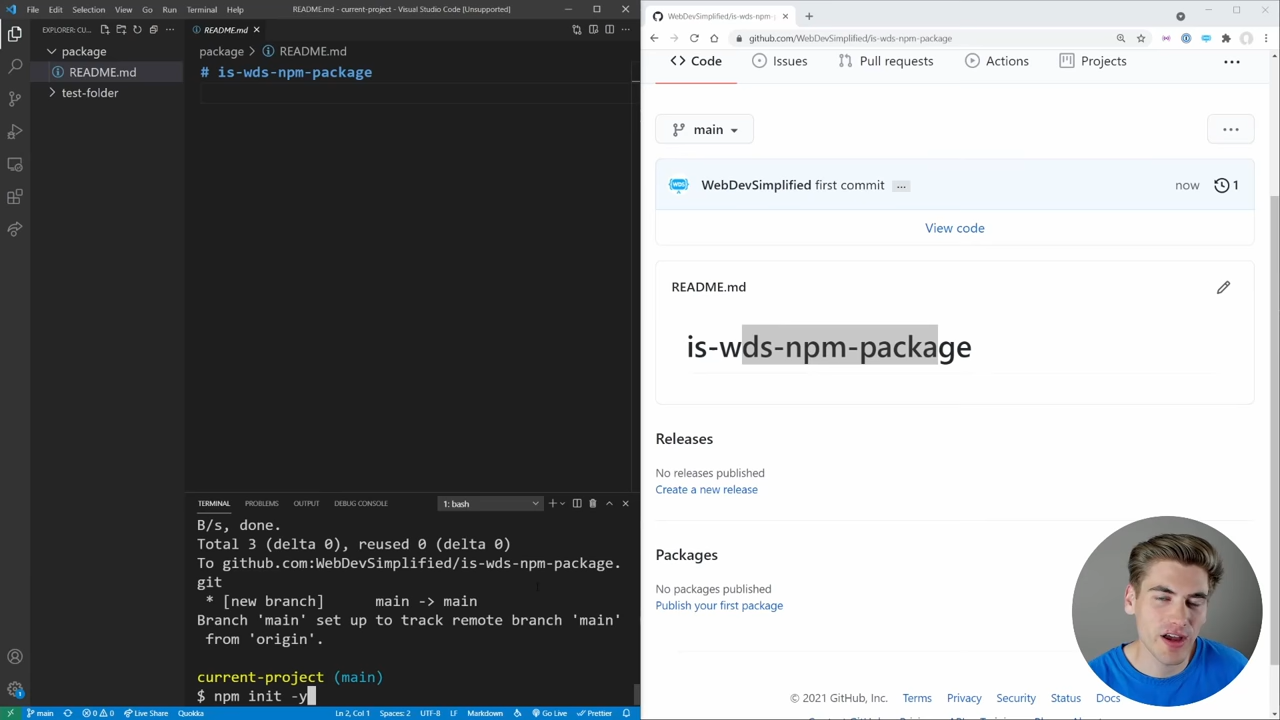 File Edit Selection View Go Run Terminal Help README.md - current-project - Visual Studio Code [Unsupported]
EXPLORER: CU...
package
README.md
test-folder
README.md
package > README.md
# is-wds-npm-package
TERMINAL PROBLEMS OUTPUT DEBUG CONSOLE 1: bash
B/s, done.
Total 3 (delta 0), reused 0 (delta 0)
To github.com:WebDevSimplified/is-wds-npm-package.
git
* [new branch] main -> main
Branch 'main' set up to track remote branch 'main'
from 'origin'.
current-project (main)
$ npm init -y
main 0 0 Live Share Quokka Ln 2, Col 1 Spaces: 2 UTF-8 LF Markdown Go Live Prettier
WebDevSimplified/is-wds-npm-
github.com/WebDevSimplified/is-wds-npm-package
Code Issues Pull requests Actions Projects ...
main
...
WebDevSimplified first commit ... now 1
View code
README.md
is-wds-npm-package
Releases
No releases published
Create a new release
Packages
No packages published
Publish your first package
© 2021 GitHub, Inc. Terms Privacy Security Status Docs